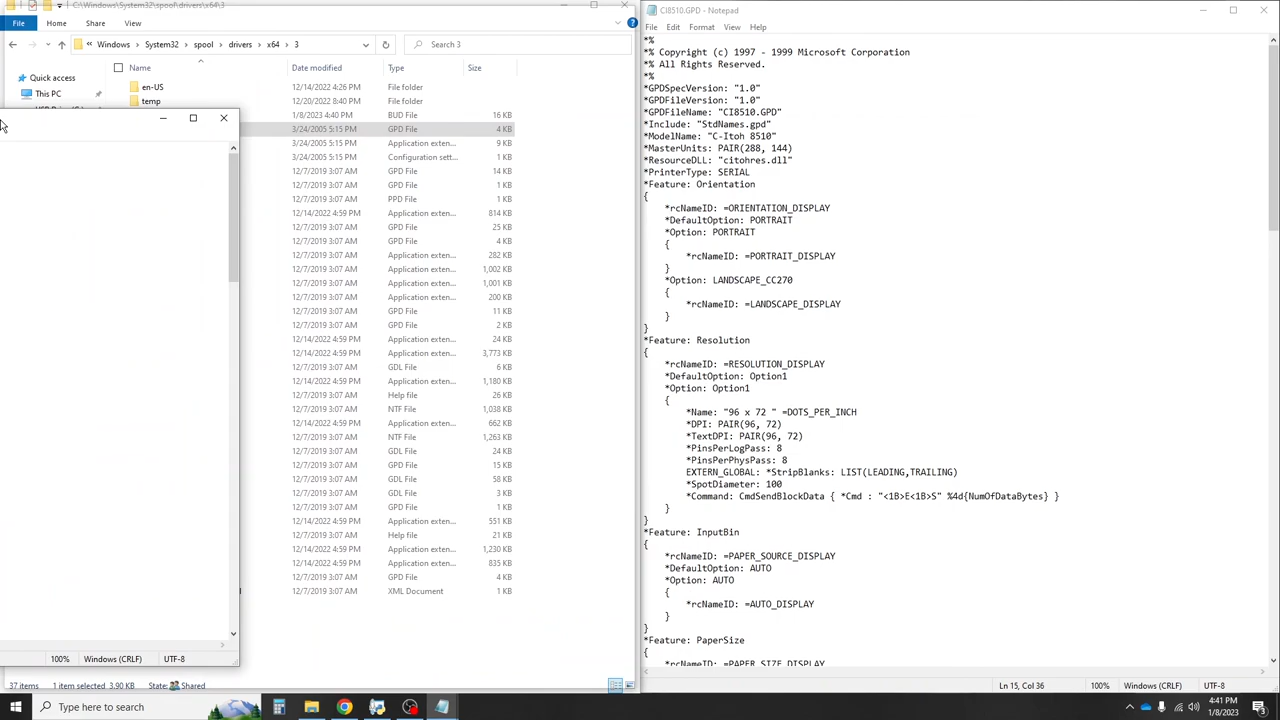 C:\Windows\System32\spool\drivers\x64\3
File Home Share View
Windows System32 spool drivers x64 3
Search 3
Quick access
This PC
Name Date modified Type Size
en-US 12/14/2022 4:26 PM File folder
temp 12/20/2022 8:40 PM File folder
1/8/2023 4:40 PM BUD File 16 KB
3/24/2005 5:15 PM GPD File 4 KB
3/24/2005 5:15 PM Application exten... 9 KB
3/24/2005 5:15 PM Configuration sett... 1 KB
12/7/2019 3:07 AM GPD File 14 KB
12/7/2019 3:07 AM GPD File 1 KB
12/7/2019 3:07 AM PPD File 1 KB
12/14/2022 4:59 PM Application exten... 814 KB
12/7/2019 3:07 AM GPD File 25 KB
12/7/2019 3:07 AM GPD File 4 KB
12/7/2019 3:07 AM Application exten... 282 KB
12/7/2019 3:07 AM Application exten... 1,002 KB
12/7/2019 3:07 AM Application exten... 1,001 KB
12/7/2019 3:07 AM Application exten... 200 KB
12/7/2019 3:07 AM GPD File 11 KB
12/7/2019 3:07 AM GPD File 2 KB
12/14/2022 4:59 PM Application exten... 24 KB
12/14/2022 4:59 PM Application exten... 3,773 KB
12/7/2019 3:07 AM GDL File 6 KB
12/14/2022 4:59 PM Application exten... 1,180 KB
12/7/2019 3:07 AM Help file 26 KB
12/7/2019 3:07 AM NTF File 1,038 KB
12/14/2022 4:59 PM Application exten... 662 KB
12/7/2019 3:07 AM NTF File 1,263 KB
12/7/2019 3:07 AM GDL File 24 KB
12/7/2019 3:07 AM GPD File 15 KB
12/7/2019 3:07 AM GDL File 58 KB
12/7/2019 3:07 AM GDL File 3 KB
12/7/2019 3:07 AM GPD File 1 KB
12/14/2022 4:59 PM Application exten... 551 KB
12/7/2019 3:07 AM Help file 21 KB
12/14/2022 4:59 PM Application exten... 1,230 KB
12/14/2022 4:59 PM Application exten... 835 KB
12/7/2019 3:07 AM GPD File 4 KB
12/7/2019 3:07 AM XML Document 1 KB
100% Windows (CRLF) UTF-8
37 items 1 item selected 3.90 KB State: Shared
CI8510.GPD - Notepad
File Edit Format View Help
*%
*% Copyright (c) 1997 - 1999 Microsoft Corporation
*% All Rights Reserved.
*%
*GPDSpecVersion: "1.0"
*GPDFileVersion: "1.0"
*GPDFileName: "CI8510.GPD"
*Include: "StdNames.gpd"
*ModelName: "C-Itoh 8510"
*MasterUnits: PAIR(288, 144)
*ResourceDLL: "citohres.dll"
*PrinterType: SERIAL
*Feature: Orientation
{
*rcNameID: =ORIENTATION_DISPLAY
*DefaultOption: PORTRAIT
*Option: PORTRAIT
{
*rcNameID: =PORTRAIT_DISPLAY
}
*Option: LANDSCAPE_CC270
{
*rcNameID: =LANDSCAPE_DISPLAY
}
}
*Feature: Resolution
{
*rcNameID: =RESOLUTION_DISPLAY
*DefaultOption: Option1
*Option: Option1
{
*Name: "96 x 72 " =DOTS_PER_INCH
*DPI: PAIR(96, 72)
*TextDPI: PAIR(96, 72)
*PinsPerLogPass: 8
*PinsPerPhysPass: 8
EXTERN_GLOBAL: *StripBlanks: LIST(LEADING,TRAILING)
*SpotDiameter: 100
*Command: CmdSendBlockData { *Cmd : "<1B>E<1B>S" %4d{NumOfDataBytes} }
}
}
*Feature: InputBin
{
*rcNameID: =PAPER_SOURCE_DISPLAY
*DefaultOption: AUTO
*Option: AUTO
{
*rcNameID: =AUTO_DISPLAY
}
}
*Feature: PaperSize
{
*rcNameID: =PAPER_SIZE_DISPLAY
Ln 15, Col 36 100% Windows (CRLF) UTF-8
Type here to search
4:41 PM
1/8/2023